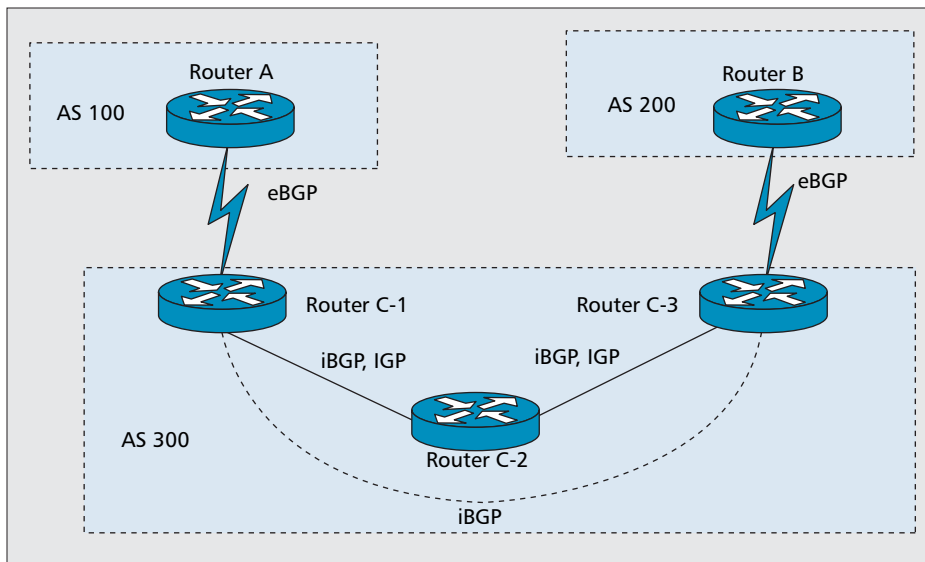 Router A
Router B
AS 100
AS 200
eBGP
eBGP
Router C-1
Router C-3
iBGP, IGP
iBGP, IGP
AS 300
Router C-2
iBGP